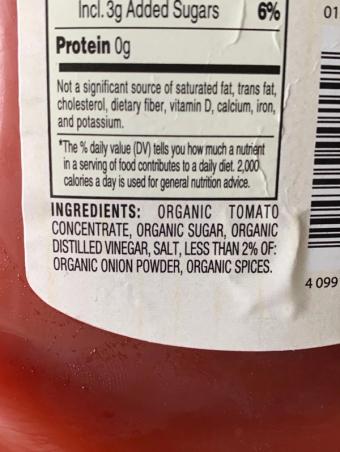 Incl. 3g Added Sugars 6%
Protein 0g
Not a significant source of saturated fat, trans fat,
cholesterol, dietary fiber, vitamin D, calcium, iron,
and potassium.
*The % daily value (DV) tells you how much a nutrient
in a serving of food contributes to a daily diet. 2,000
calories a day is used for general nutrition advice.
INGREDIENTS: ORGANIC TOMATO
CONCENTRATE, ORGANIC SUGAR, ORGANIC
DISTILLED VINEGAR, SALT, LESS THAN 2% OF:
ORGANIC ONION POWDER, ORGANIC SPICES.
01
4 099